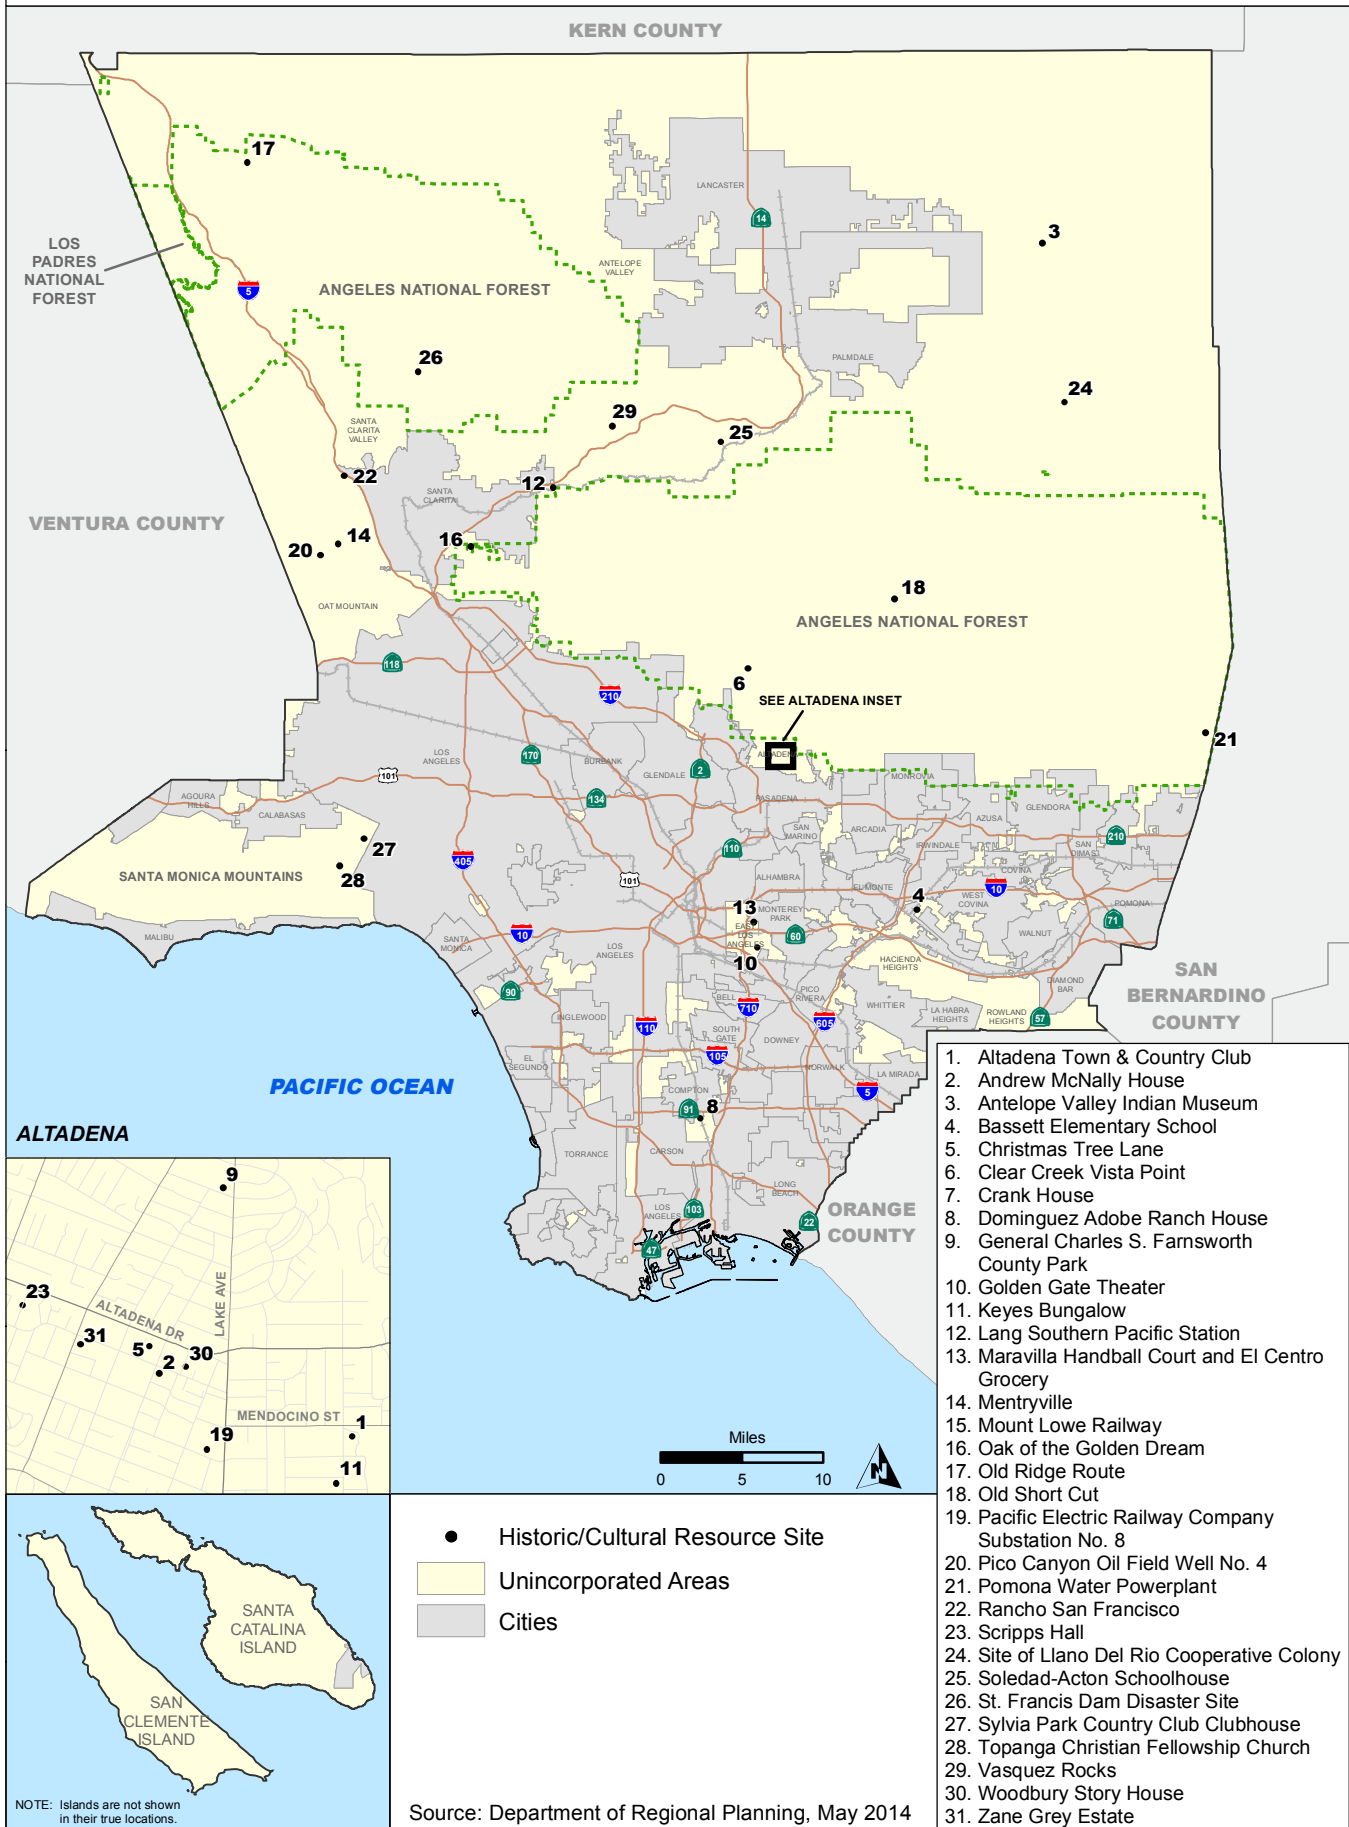 KERN COUNTY
17
LANCASTER
14
3
LOS
PADRES
NATIONAL
FOREST
ANTELOPE
VALLEY
5
ANGELES NATIONAL FOREST
26
PALMDALE
24
29
SANTA
CLARITA
VALLEY
25
22
12
SANTA
CLARITA
VENTURA COUNTY
14
20
16
18
OAT MOUNTAIN
ANGELES NATIONAL FOREST
118
6
210
SEE ALTADENA INSET
21
LOS
ANGELES
170
BURBANK
ALTADENA
101
GLENDALE
2
MONROVIA
AGOURA
HILLS
134
PASADENA
GLENDORA
CALABASAS
AZUSA
SAN
MARINO
ARCADIA
210
27
110
IRWINDALE
SAN
DIMAS
405
SANTA MONICA MOUNTAINS
28
101
ALHAMBRA
EL MONTE
COVINA
10
WEST
COVINA
4
POMONA
13
MONTEREY
PARK
71
MALIBU
10
EAST
LOS
ANGELES
60
WALNUT
SANTA
MONICA
LOS
ANGELES
10
HACIENDA
HEIGHTS
SAN
BERNARDINO
COUNTY
DIAMOND
BAR
90
BELL
710
PICO
RIVERA
WHITTIER
LA HABRA
HEIGHTS
ROWLAND
HEIGHTS
57
INGLEWOOD
110
605
SOUTH
GATE
DOWNEY
105
EL
SEGUNDO
NORWALK
LA MIRADA
PACIFIC OCEAN
COMPTON
5
91
8
TORRANCE
CARSON
LONG
BEACH
LOS
ANGELES
103
22
ORANGE
COUNTY
47
ALTADENA
9
23
ALTADENA DR
LAKE AVE
31
5
30
2
MENDOCINO ST
1
19
11
Miles
0 5 10
N
SANTA
CATALINA
ISLAND
SAN
CLEMENTE
ISLAND
NOTE: Islands are not shown
in their true locations.
Historic/Cultural Resource Site
Unincorporated Areas
Cities
Source: Department of Regional Planning, May 2014
1. Altadena Town & Country Club
2. Andrew McNally House
3. Antelope Valley Indian Museum
4. Bassett Elementary School
5. Christmas Tree Lane
6. Clear Creek Vista Point
7. Crank House
8. Dominguez Adobe Ranch House
9. General Charles S. Farnsworth
County Park
10. Golden Gate Theater
11. Keyes Bungalow
12. Lang Southern Pacific Station
13. Maravilla Handball Court and El Centro
Grocery
14. Mentryville
15. Mount Lowe Railway
16. Oak of the Golden Dream
17. Old Ridge Route
18. Old Short Cut
19. Pacific Electric Railway Company
Substation No. 8
20. Pico Canyon Oil Field Well No. 4
21. Pomona Water Powerplant
22. Rancho San Francisco
23. Scripps Hall
24. Site of Llano Del Rio Cooperative Colony
25. Soledad-Acton Schoolhouse
26. St. Francis Dam Disaster Site
27. Sylvia Park Country Club Clubhouse
28. Topanga Christian Fellowship Church
29. Vasquez Rocks
30. Woodbury Story House
31. Zane Grey Estate